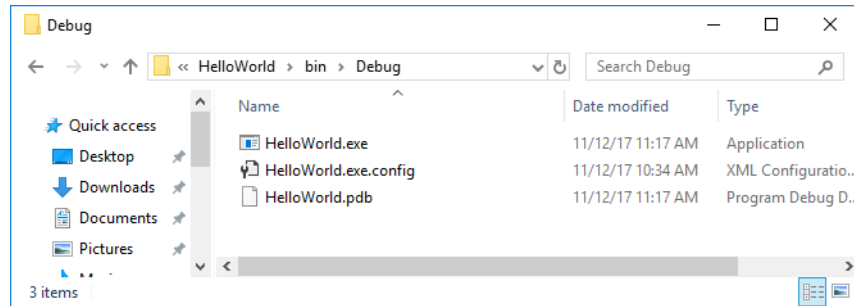 Debug
« HelloWorld › bin › Debug
Search Debug
Name Date modified Type
Quick access
Desktop
Downloads
Documents
Pictures
HelloWorld.exe 11/12/17 11:17 AM Application
HelloWorld.exe.config 11/12/17 10:34 AM XML Configuratio...
HelloWorld.pdb 11/12/17 11:17 AM Program Debug D...
3 items